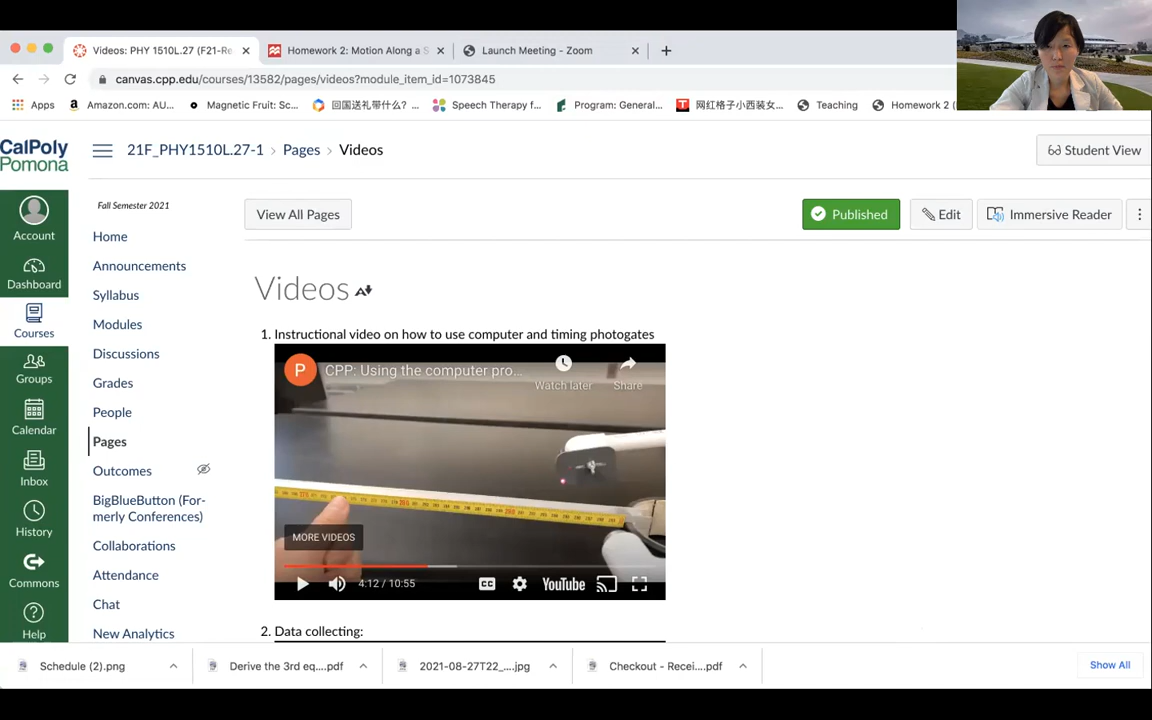 Videos: PHY 1510L.27 (F21-Re
Homework 2: Motion Along a S
Launch Meeting - Zoom
canvas.cpp.edu/courses/13582/pages/videos?module_item_id=1073845
Apps
Amazon.com: AU...
Magnetic Fruit: Sc...
回国送礼带什么? ...
Speech Therapy f...
Program: General...
网红格子小西装女...
Teaching
Homework 2 (
CalPoly
Pomona
21F_PHY1510L.27-1 > Pages > Videos
Student View
Account
Dashboard
Courses
Groups
Calendar
Inbox
History
Commons
Help
Fall Semester 2021
Home
Announcements
Syllabus
Modules
Discussions
Grades
People
Pages
Outcomes
BigBlueButton (For-
merly Conferences)
Collaborations
Attendance
Chat
New Analytics
View All Pages
Published
Edit
Immersive Reader
Videos
1. Instructional video on how to use computer and timing photogates
P
CPP: Using the computer pro...
Watch later
Share
MORE VIDEOS
4:12 / 10:55
CC
YouTube
2. Data collecting:
Schedule (2).png
Derive the 3rd eq....pdf
2021-08-27T22_....jpg
Checkout - Recei....pdf
Show All